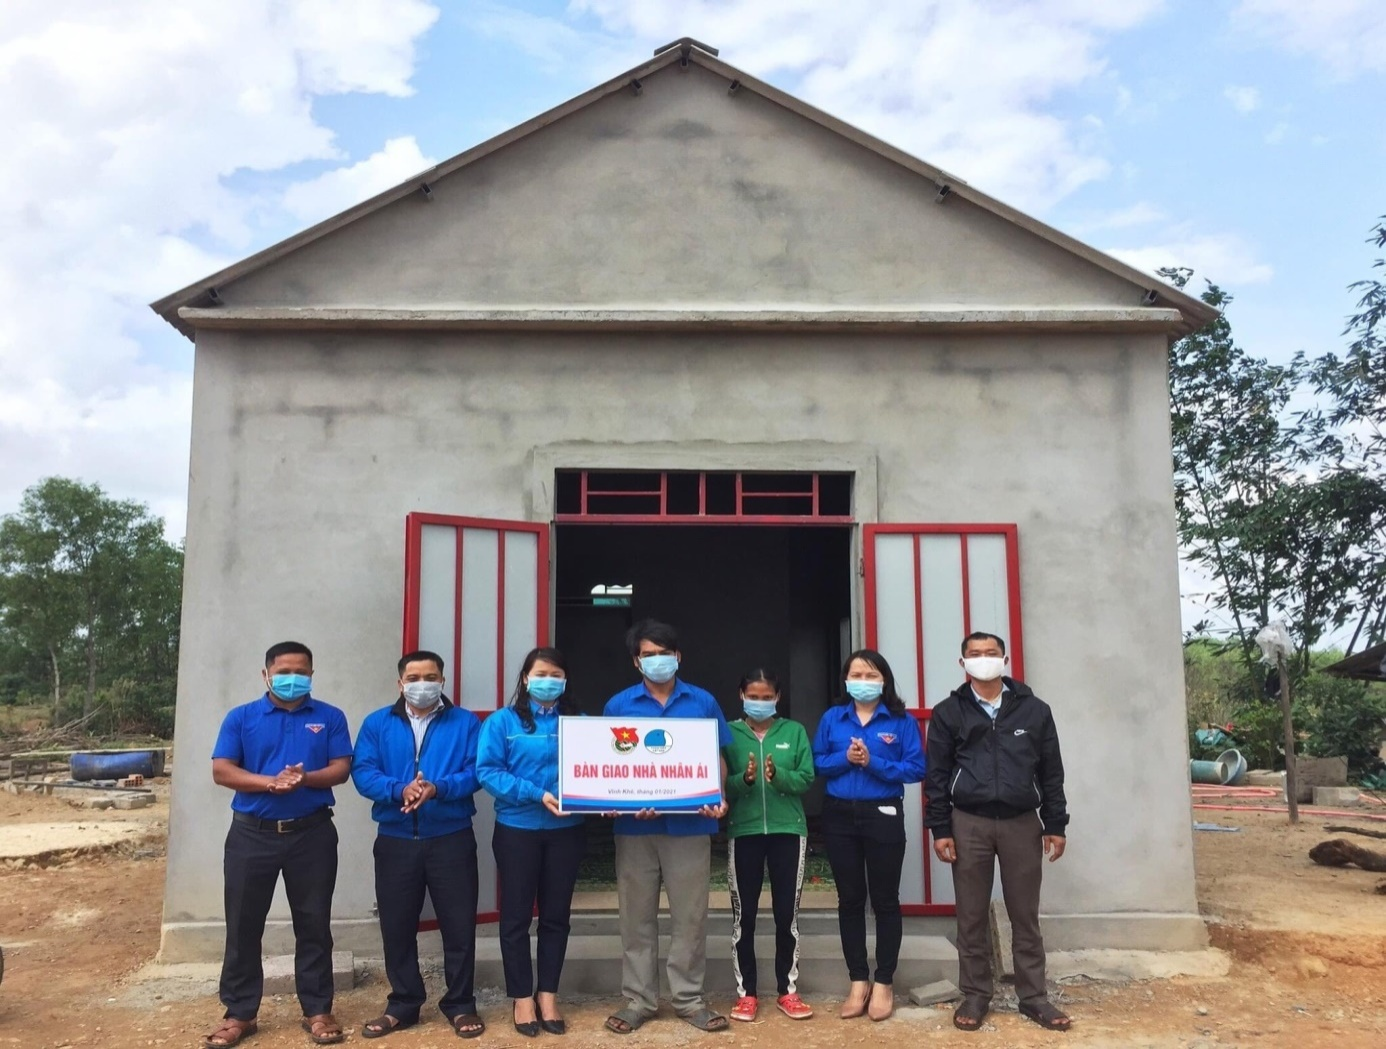 BÀN GIAO NHÀ NHÂN ÁI
Vĩnh Khê, tháng 01/2021